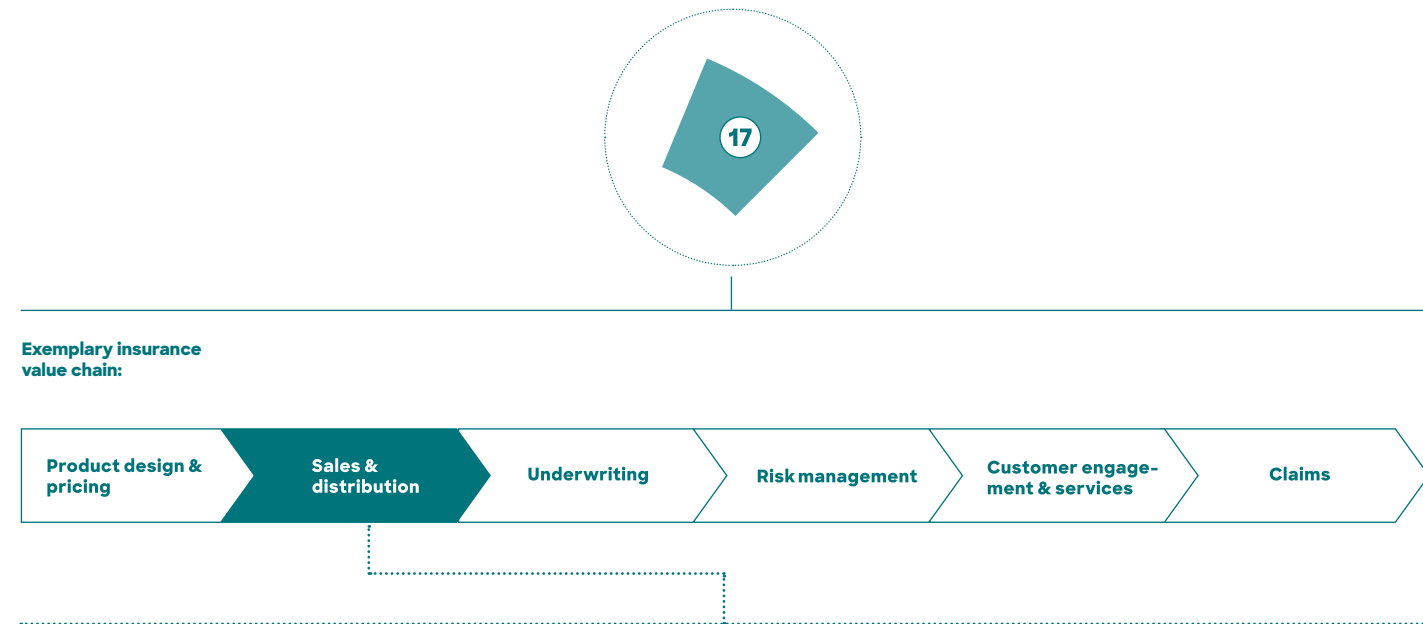 17
Exemplary insurance
value chain:
Product design &
pricing
Sales &
distribution
Underwriting
Risk management
Customer engage-
ment & services
Claims